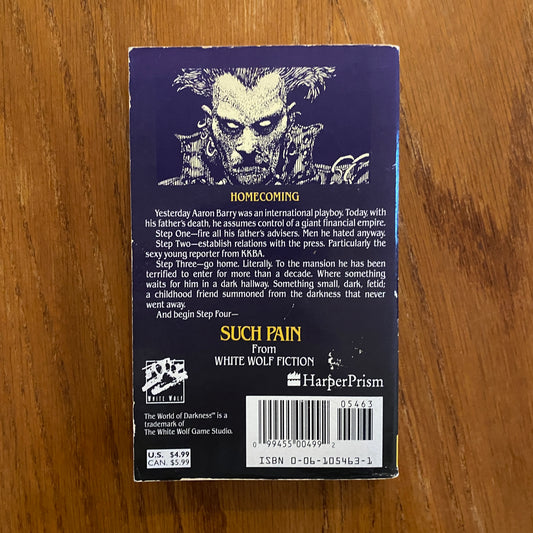 HOMECOMING
Yesterday Aaron Barry was an international playboy. Today, with
his father's death, he assumes control of a giant financial empire.
Step One—fire all his father's advisers. Men he hated anyway.
Step Two—establish relations with the press. Particularly the
sexy young reporter from KKBA.
Step Three—go home. Literally. To the mansion he has been
terrified to enter for more than a decade. Where something
waits for him in a dark hallway. Something small, dark, fetid;
a childhood friend summoned from the darkness that never
went away.
And begin Step Four—
SUCH PAIN
From
WHITE WOLF FICTION
WHITE WOLF
HarperPrism
The World of Darkness™ is a
trademark of
The White Wolf Game Studio.
U.S. $4.99
CAN. $5.99
05463
0 99455 00499 2
ISBN 0-06-105463-1